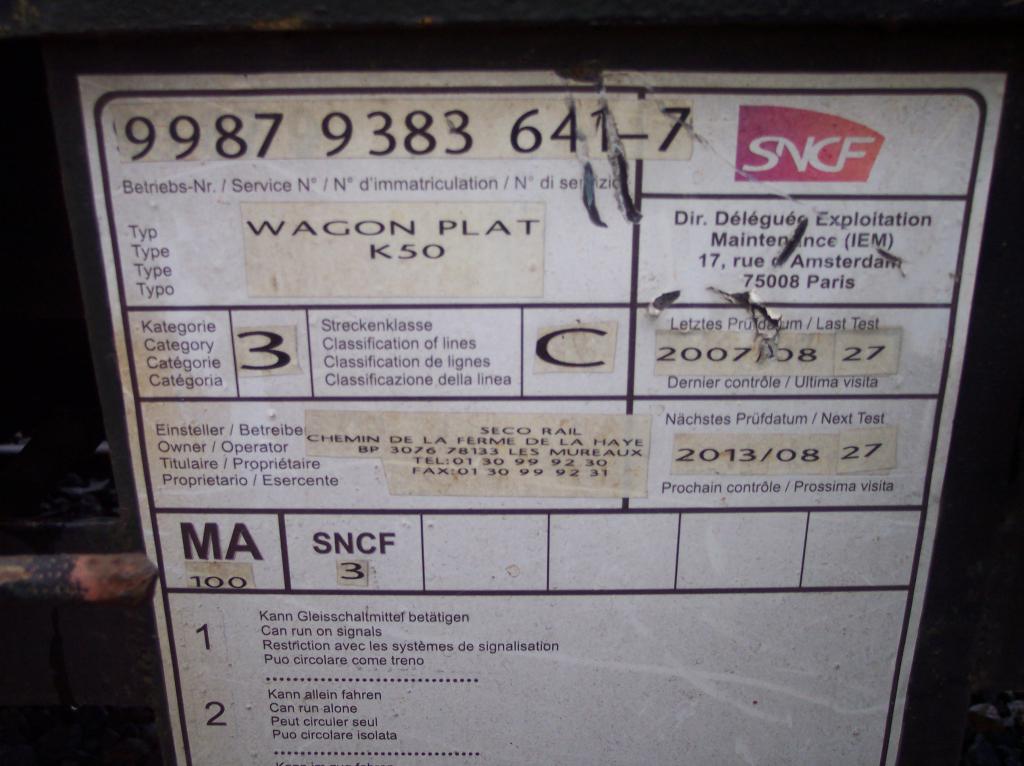 9987 9383 641-7
SNCF
Betriebs-Nr. / Service N° / N° d'immatriculation / N° di servizio
Typ
Type
Type
Typo
WAGON PLAT
K50
Dir. Déléguée Exploitation
Maintenance (IEM)
17, rue d'Amsterdam
75008 Paris
Kategorie
Category
Catégorie
Catégoria
3
Streckenklasse
Classification of lines
Classification de lignes
Classificazione della linea
C
Letztes Prüfdatum / Last Test
2007/08 27
Dernier contrôle / Ultima visita
Einsteller / Betreibe
Owner / Operator
Titulaire / Propriétaire
Proprietario / Esercente
SECO RAIL
CHEMIN DE LA FERME DE LA HAYE
BP 3076 78133 LES MUREAUX
TEL:01 30 99 92 30
FAX:01 30 99 92 31
Nächstes Prüfdatum / Next Test
2013/08 27
Prochain contrôle / Prossima visita
MA
100
SNCF
3
1
Kann Gleisschaltmittel betätigen
Can run on signals
Restriction avec les systèmes de signalisation
Puo circolare come treno
2
Kann allein fahren
Can run alone
Peut circuler seul
Puo circolare isolata